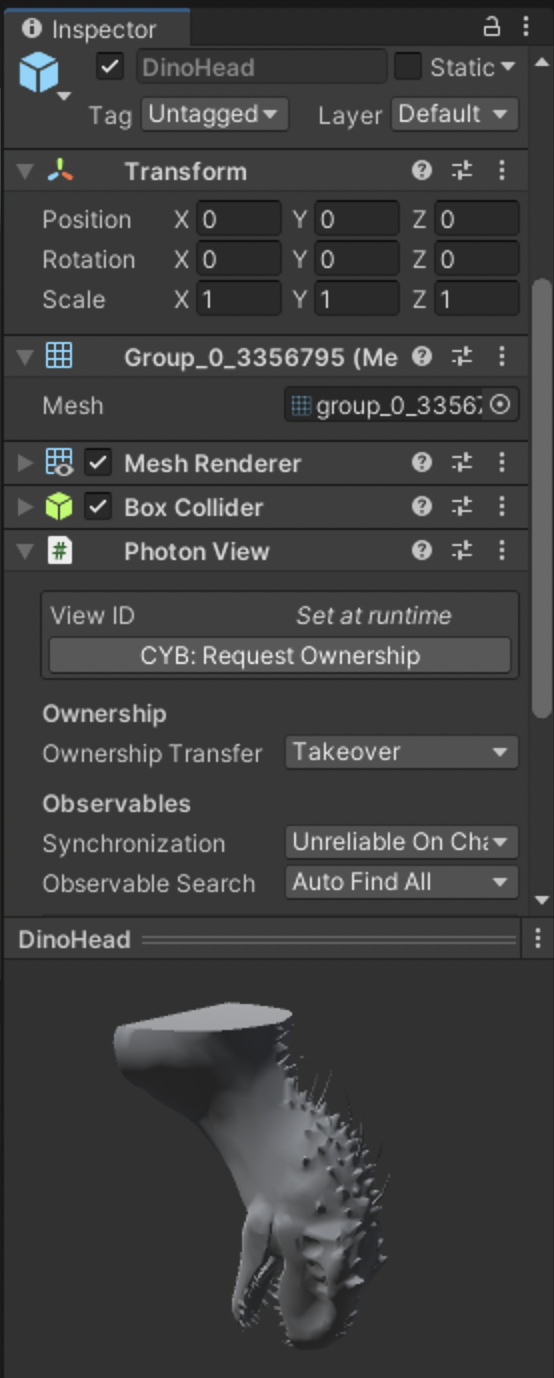 Inspector
DinoHead Static
Tag Untagged Layer Default
Transform
Position X 0 Y 0 Z 0
Rotation X 0 Y 0 Z 0
Scale X 1 Y 1 Z 1
Group_0_3356795 (Me
Mesh group_0_33567
Mesh Renderer
Box Collider
# Photon View
View ID Set at runtime
CYB: Request Ownership
Ownership
Ownership Transfer Takeover
Observables
Synchronization Unreliable On Cha
Observable Search Auto Find All
DinoHead